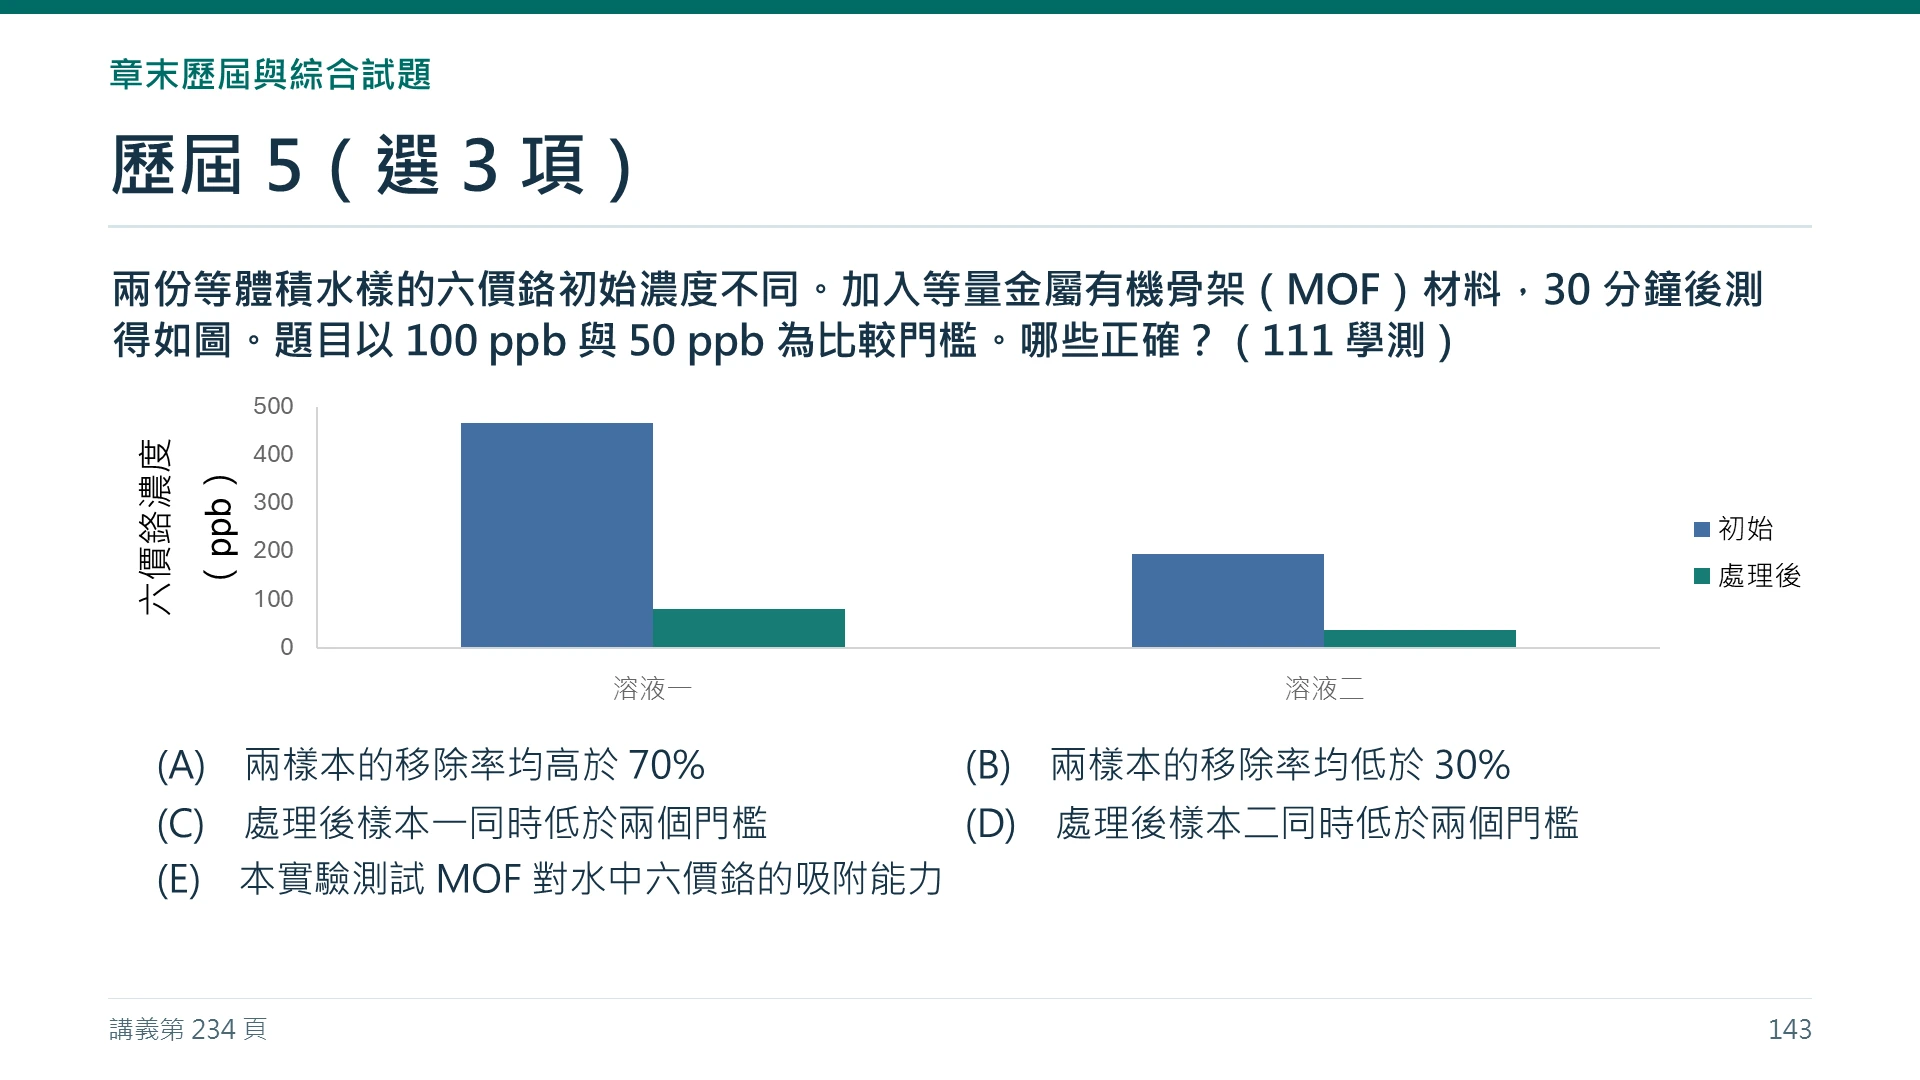 章末歷屆與綜合試題
歷屆 5（選 3 項）
兩份等體積水樣的六價鉻初始濃度不同。加入等量金屬有機骨架（MOF）材料，30 分鐘後測
得如圖。題目以 100 ppb 與 50 ppb 為比較門檻。哪些正確？（111 學測）
六價鉻濃度
（ppb）
500
400
300
200
100
0
溶液一
溶液二
初始
處理後
(A) 兩樣本的移除率均高於 70%
(B) 兩樣本的移除率均低於 30%
(C) 處理後樣本一同時低於兩個門檻
(D) 處理後樣本二同時低於兩個門檻
(E) 本實驗測試 MOF 對水中六價鉻的吸附能力
講義第 234 頁
143